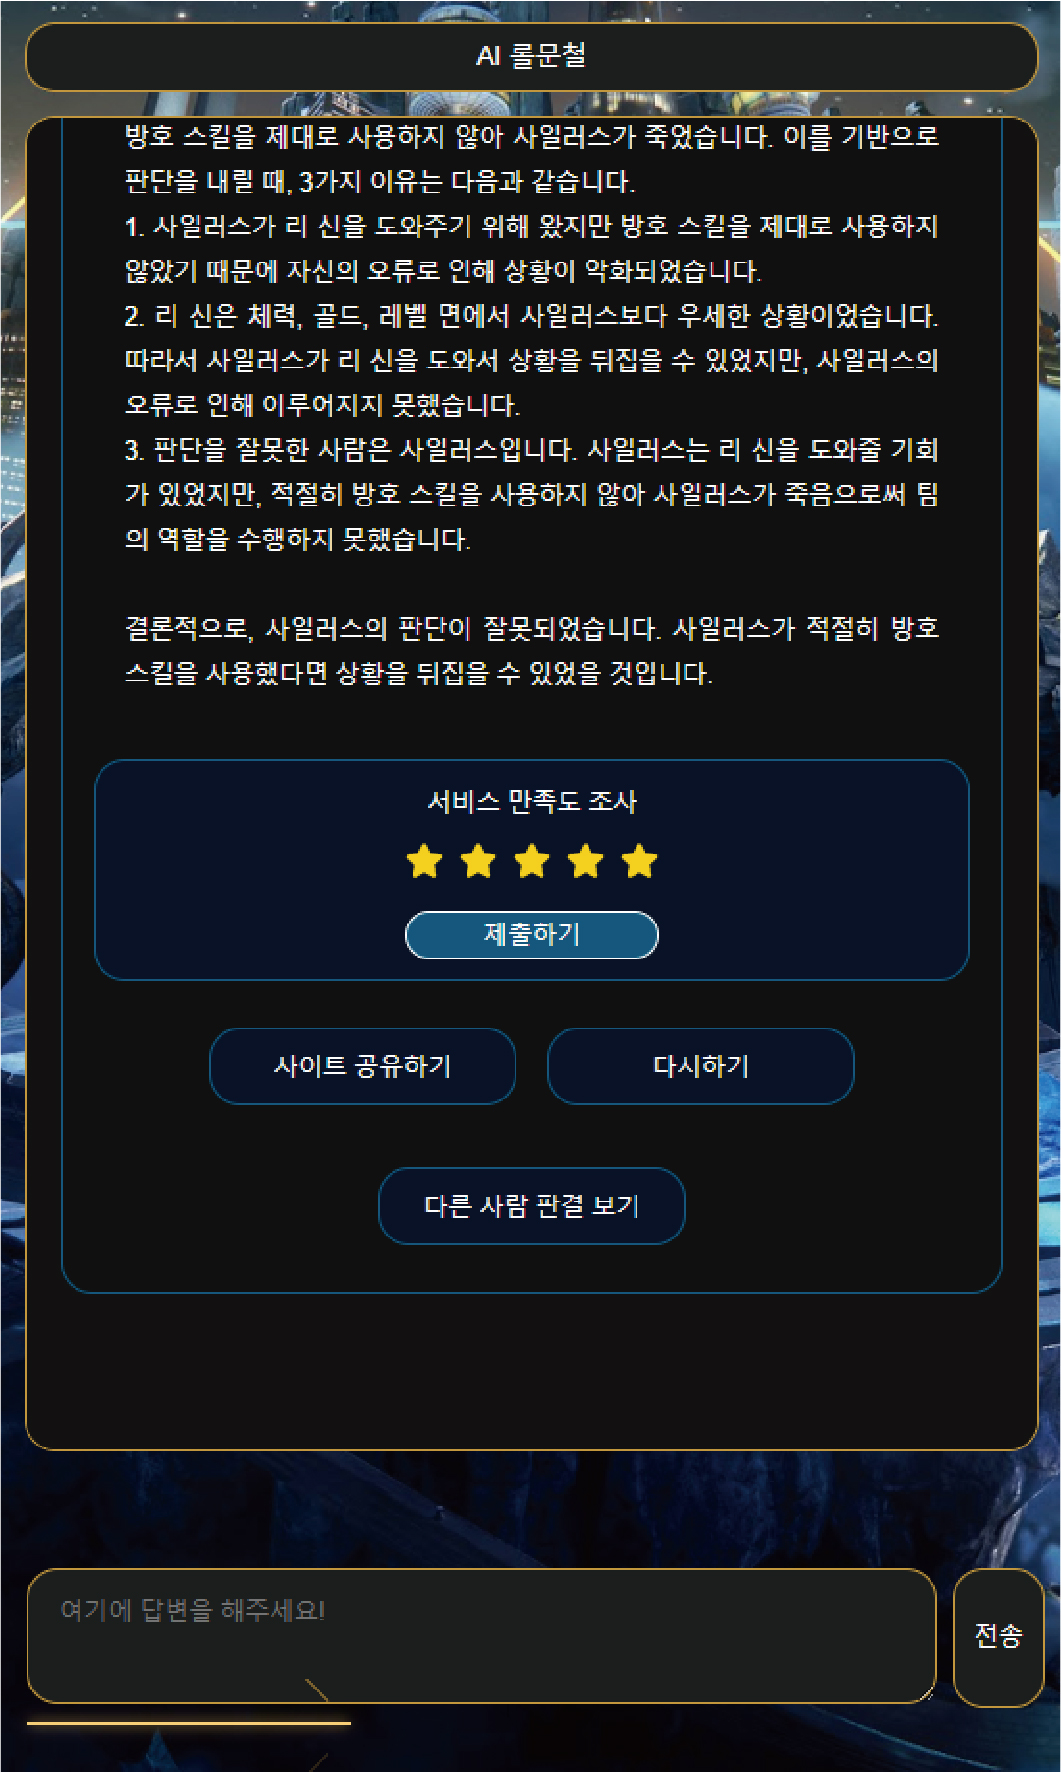 AI 롤문철
방호 스킬을 제대로 사용하지 않아 사일러스가 죽었습니다. 이를 기반으로
판단을 내릴 때, 3가지 이유는 다음과 같습니다.
1. 사일러스가 리 신을 도와주기 위해 왔지만 방호 스킬을 제대로 사용하지
않았기 때문에 자신의 오류로 인해 상황이 악화되었습니다.
2. 리 신은 체력, 골드, 레벨 면에서 사일러스보다 우세한 상황이었습니다.
따라서 사일러스가 리 신을 도와서 상황을 뒤집을 수 있었지만, 사일러스의
오류로 인해 이루어지지 못했습니다.
3. 판단을 잘못한 사람은 사일러스입니다. 사일러스는 리 신을 도와줄 기회
가 있었지만, 적절히 방호 스킬을 사용하지 않아 사일러스가 죽음으로써 팀
의 역할을 수행하지 못했습니다.
결론적으로, 사일러스의 판단이 잘못되었습니다. 사일러스가 적절히 방호
스킬을 사용했다면 상황을 뒤집을 수 있었을 것입니다.
서비스 만족도 조사
제출하기
사이트 공유하기
다시하기
다른 사람 판결 보기
여기에 답변을 해주세요!
전송